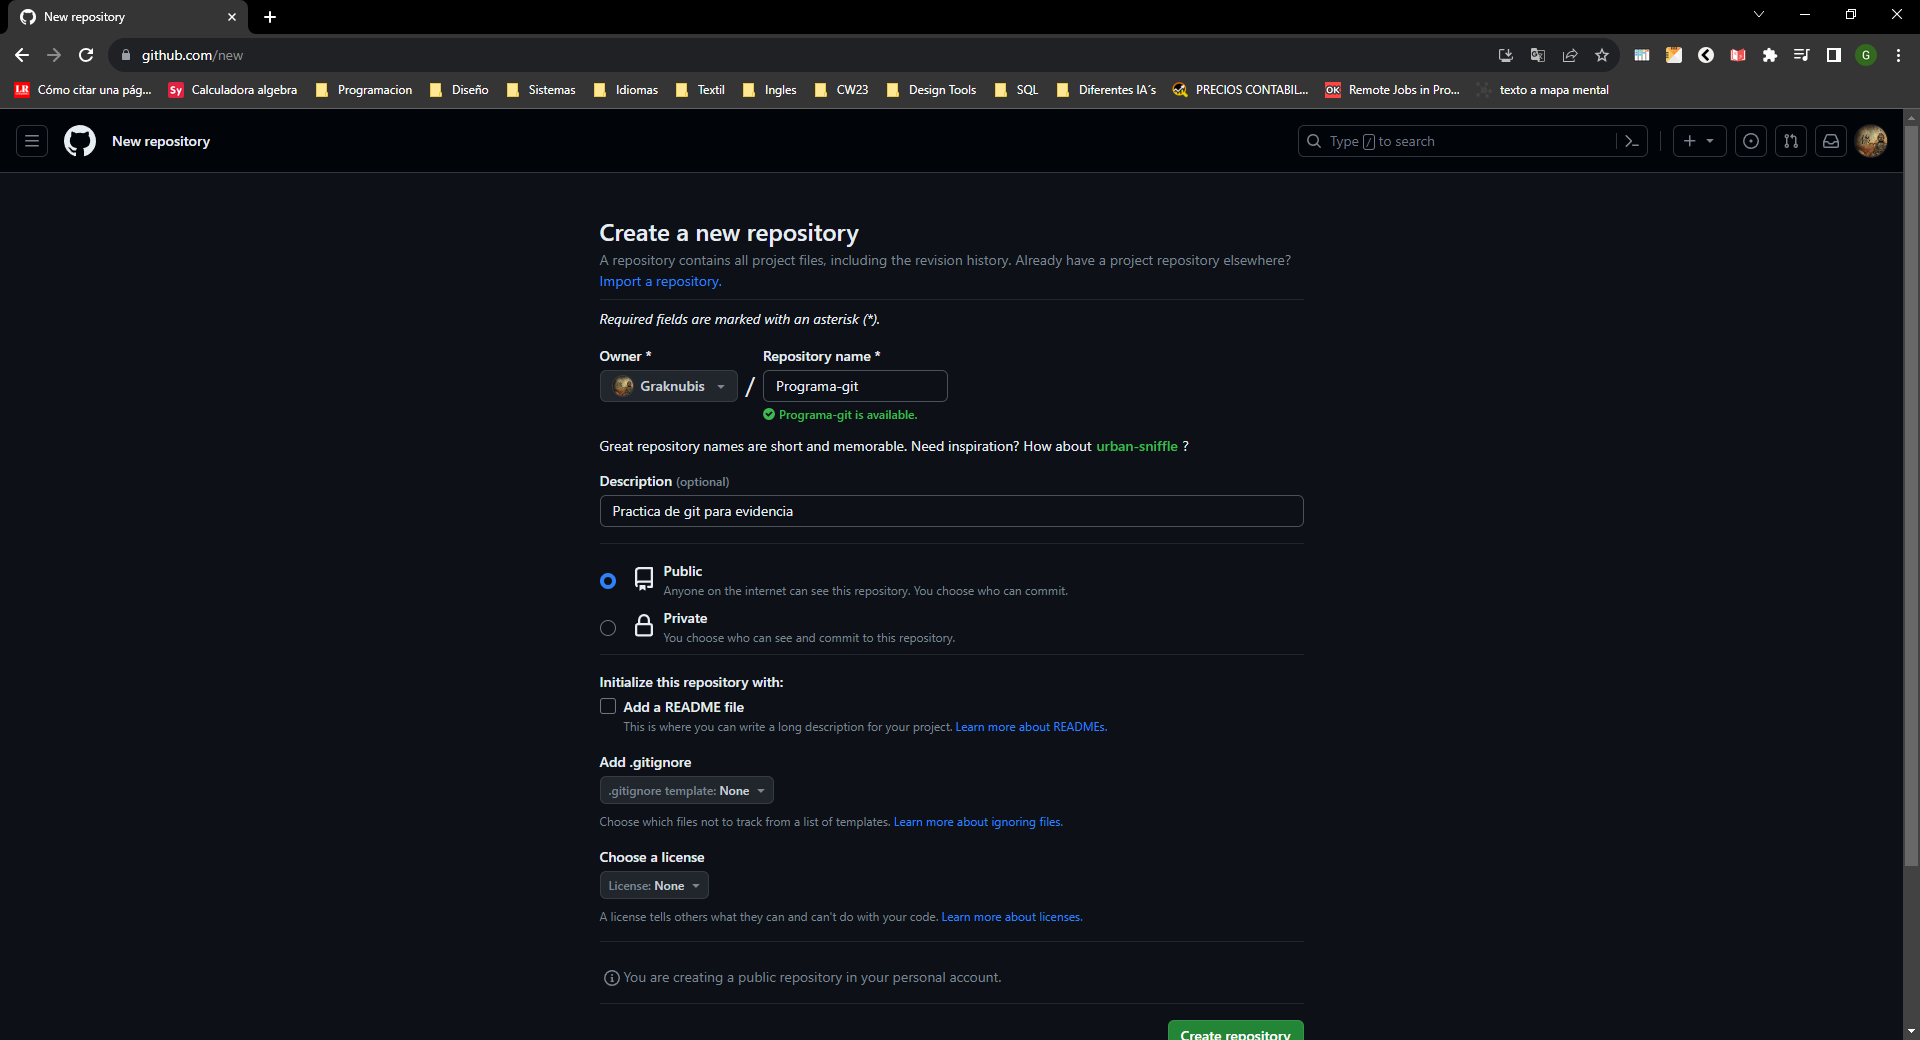 New repository
github.com/new
Cómo citar una pág... Calculadora algebra Programacion Diseño Sistemas Idiomas Textil Ingles CW23 Design Tools SQL Diferentes IA´s PRECIOS CONTABIL... Remote Jobs in Pro... texto a mapa mental
New repository
Type / to search
Create a new repository
A repository contains all project files, including the revision history. Already have a project repository elsewhere?
Import a repository.
Required fields are marked with an asterisk (*).
Owner * Repository name *
Graknubis / Programa-git
Programa-git is available.
Great repository names are short and memorable. Need inspiration? How about urban-sniffle ?
Description (optional)
Practica de git para evidencia
Public
Anyone on the internet can see this repository. You choose who can commit.
Private
You choose who can see and commit to this repository.
Initialize this repository with:
Add a README file
This is where you can write a long description for your project. Learn more about READMEs.
Add .gitignore
.gitignore template: None
Choose which files not to track from a list of templates. Learn more about ignoring files.
Choose a license
License: None
A license tells others what they can and can't do with your code. Learn more about licenses.
You are creating a public repository in your personal account.
Create repository